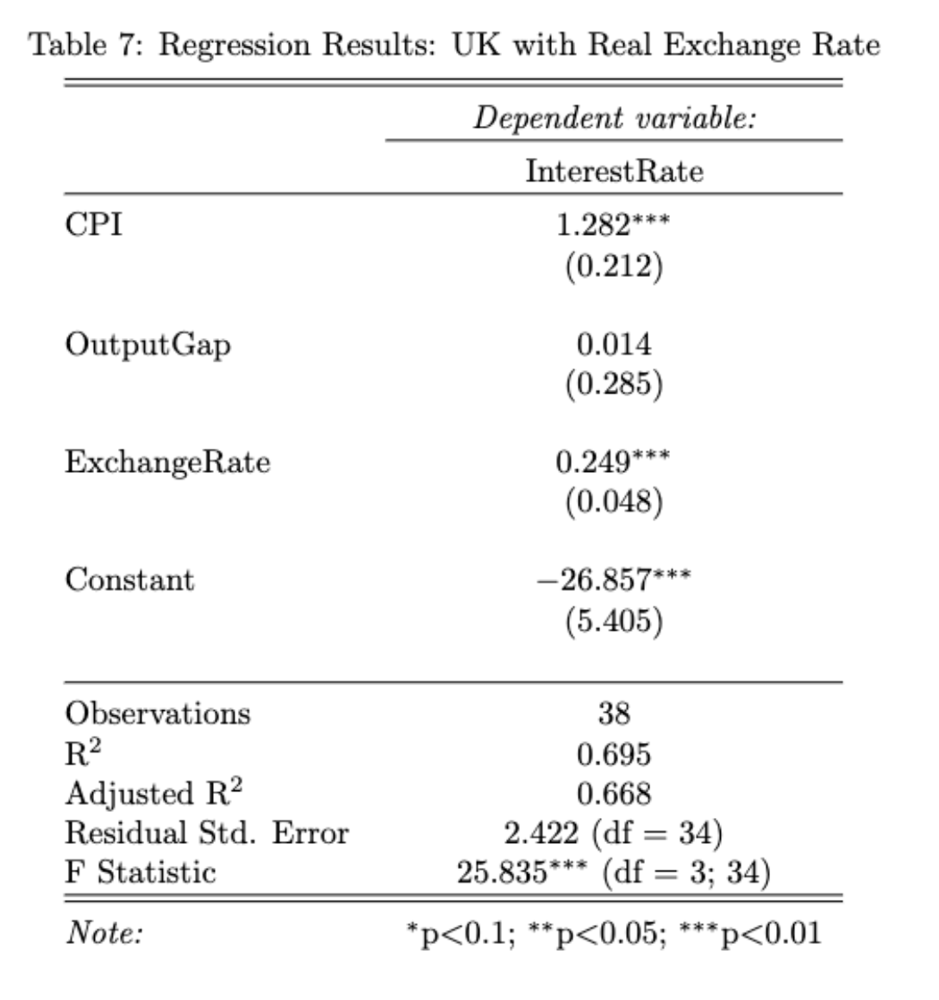 Table 7: Regression Results: UK with Real Exchange Rate
Dependent variable:
InterestRate
CPI 1.282***
(0.212)
OutputGap 0.014
(0.285)
ExchangeRate 0.249***
(0.048)
Constant −26.857***
(5.405)
Observations 38
R² 0.695
Adjusted R² 0.668
Residual Std. Error 2.422 (df = 34)
F Statistic 25.835*** (df = 3; 34)
Note: *p<0.1; **p<0.05; ***p<0.01